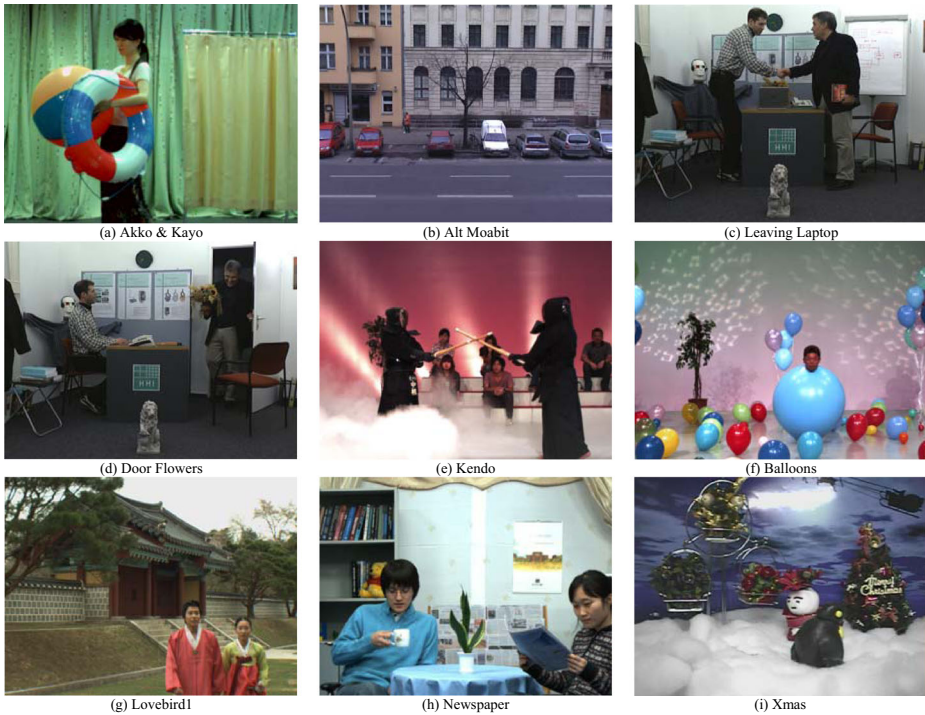 (a) Akko & Kayo
(b) Alt Moabit
HHI
(c) Leaving Laptop
HHI
(d) Door Flowers
(e) Kendo
(f) Balloons
(g) Lovebird1
(h) Newspaper
Merry
Christmas
(i) Xmas